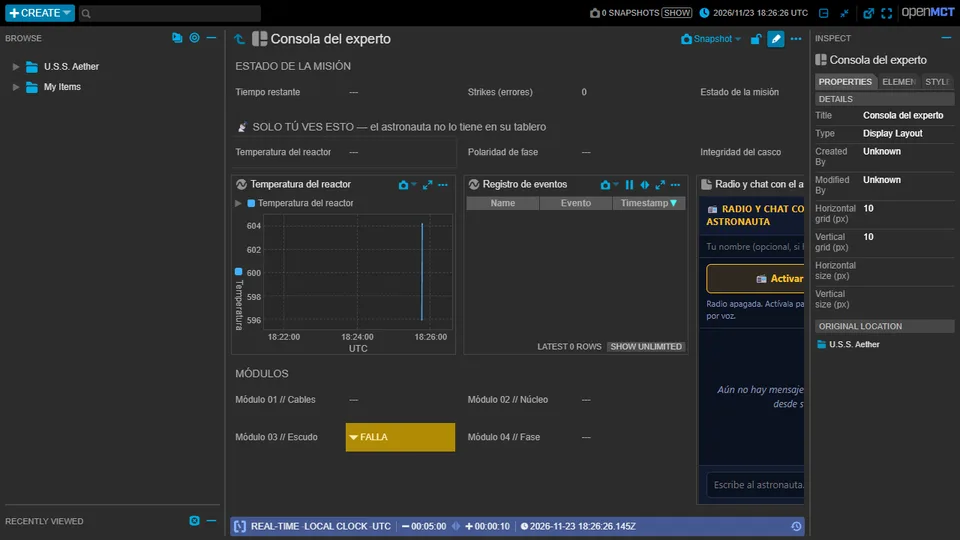 CREATE
0 SNAPSHOTS SHOW
2026/11/23 18:26:26 UTC
openMCT
BROWSE
U.S.S. Aether
My Items
RECENTLY VIEWED
Consola del experto
Snapshot
ESTADO DE LA MISIÓN
Tiempo restante ---
Strikes (errores) 0
Estado de la misión
SOLO TÚ VES ESTO — el astronauta no lo tiene en su tablero
Temperatura del reactor ---
Polaridad de fase ---
Integridad del casco
Temperatura del reactor
Temperatura del reactor
604
602
600
598
596
Temperatura
18:22:00 18:24:00 18:26:00
UTC
Registro de eventos
Name Evento Timestamp
LATEST 0 ROWS SHOW UNLIMITED
Radio y chat con el a
RADIO Y CHAT CO
ASTRONAUTA
Tu nombre (opcional, si h
Activar
Radio apagada. Actívala pa
por voz.
Aún no hay mensaje
desde s
Escribe al astronauta.
MÓDULOS
Módulo 01 // Cables ---
Módulo 02 // Núcleo ---
Módulo 03 // Escudo FALLA
Módulo 04 // Fase ---
REAL-TIME LOCAL CLOCK UTC − 00:05:00 + 00:00:10 2026-11-23 18:26:26.145Z
INSPECT
Consola del experto
PROPERTIES ELEMEN STYL
DETAILS
Title Consola del experto
Type Display Layout
Created By Unknown
Modified By Unknown
Horizontal grid (px) 10
Vertical grid (px) 10
Horizontal size (px)
Vertical size (px)
ORIGINAL LOCATION
U.S.S. Aether